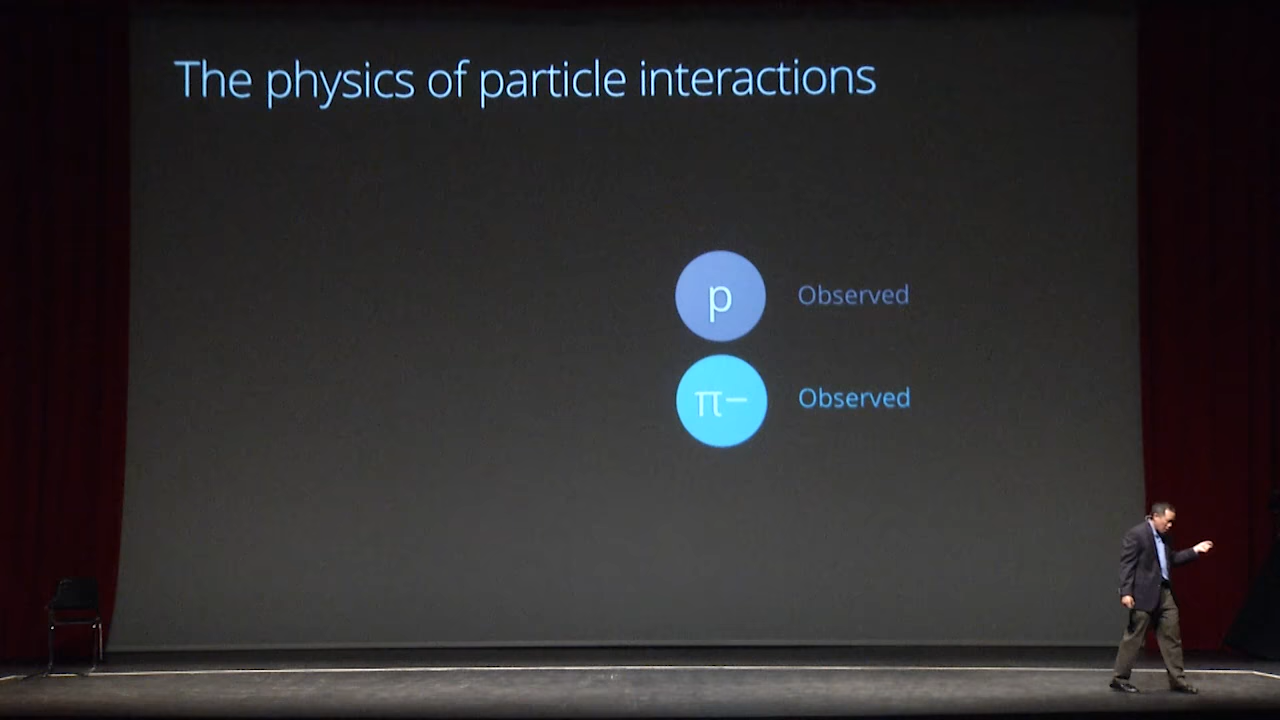 The physics of particle interactions
p
Observed
π−
Observed